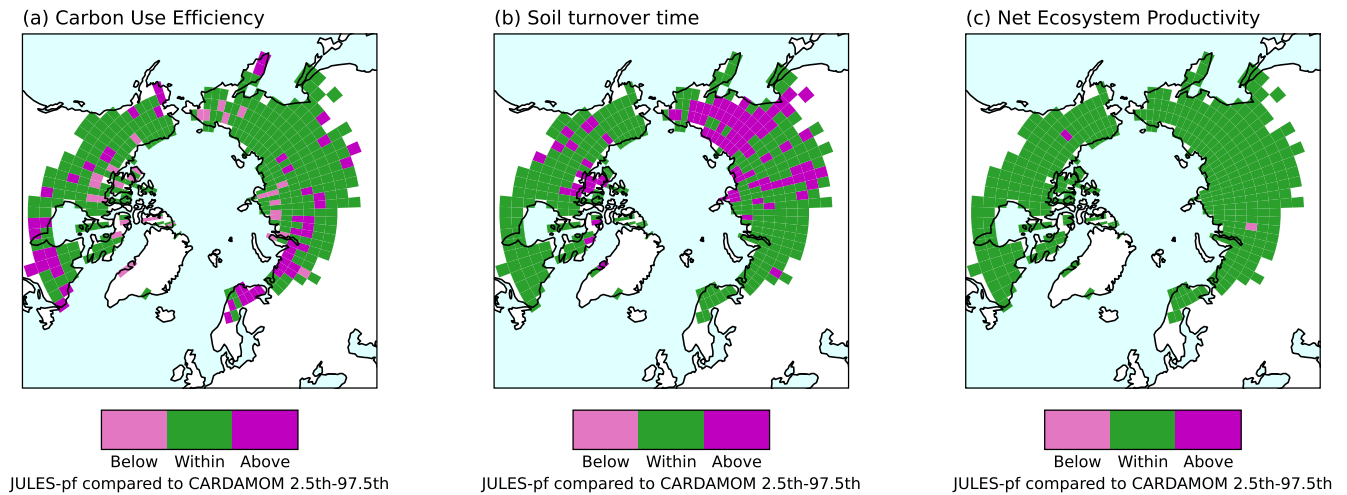 (a) Carbon Use Efficiency
(b) Soil turnover time
(c) Net Ecosystem Productivity
Below Within Above
JULES-pf compared to CARDAMOM 2.5th-97.5th
Below Within Above
JULES-pf compared to CARDAMOM 2.5th-97.5th
Below Within Above
JULES-pf compared to CARDAMOM 2.5th-97.5th